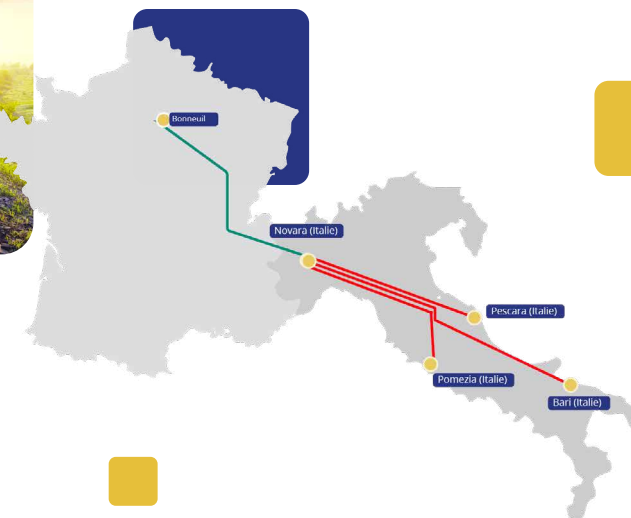 Bonneuil
Novara (Italie)
Pescara (Italie)
Pomezia (Italie)
Bari (Italie)